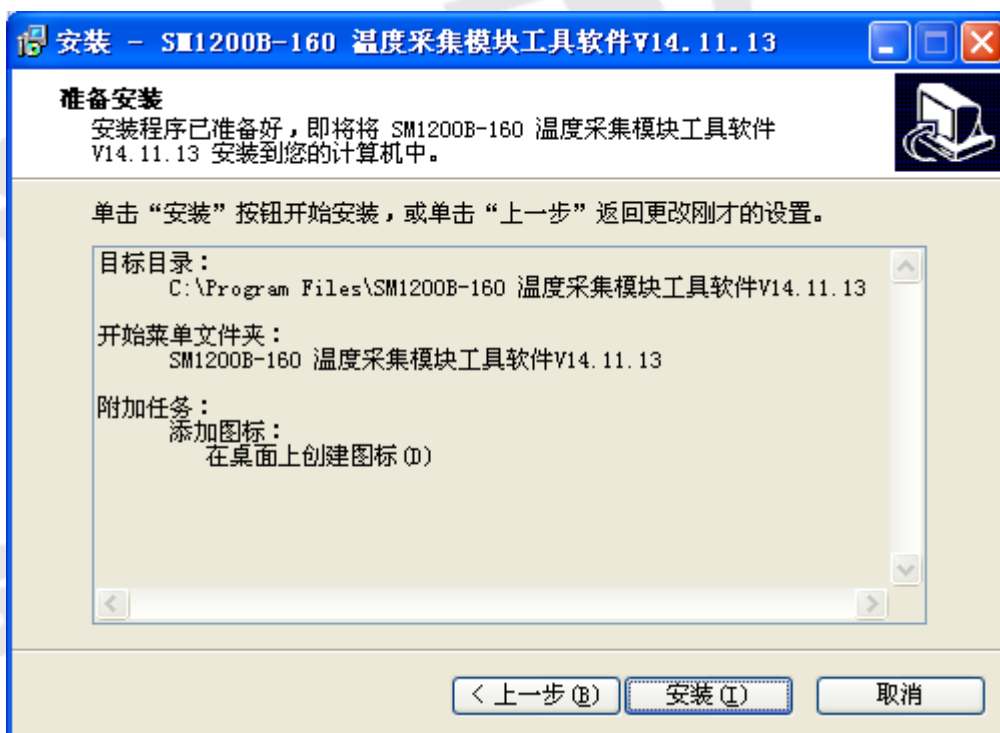 安装 - SM1200B-160 温度采集模块工具软件V14.11.13
准备安装
安装程序已准备好，即将将 SM1200B-160 温度采集模块工具软件
V14.11.13 安装到您的计算机中。
单击“安装”按钮开始安装，或单击“上一步”返回更改刚才的设置。
目标目录：
C:\Program Files\SM1200B-160 温度采集模块工具软件V14.11.13
开始菜单文件夹：
SM1200B-160 温度采集模块工具软件V14.11.13
附加任务：
添加图标：
在桌面上创建图标(D)
< 上一步(B) 安装(I) 取消